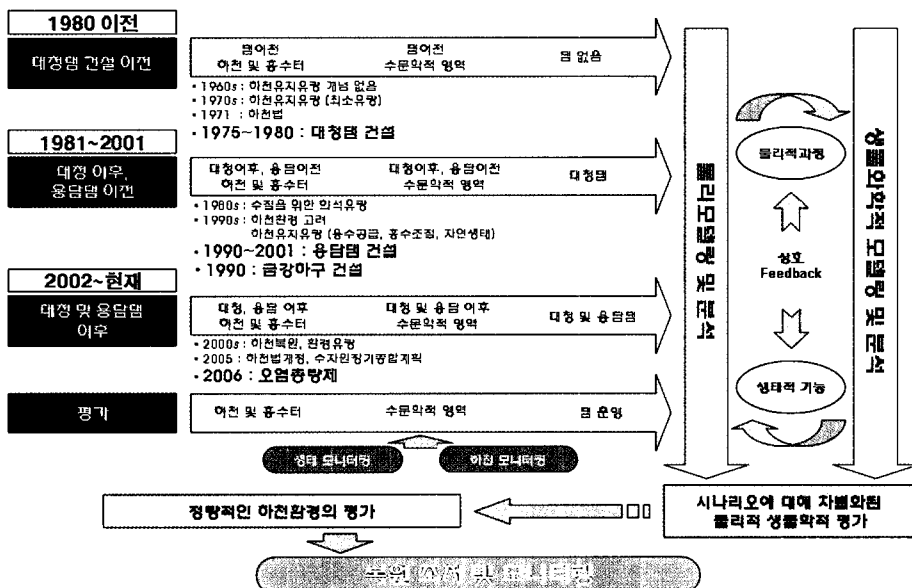 1980 이전
대청댐 건설 이전
댐이전
하천 및 홍수터
댐이전
수문학적 영역
댐 없음
• 1960s : 하천유지유량 개념 없음
• 1970s : 하천유지유량 (최소유량)
• 1971 : 하천법
• 1975~1980 : 대청댐 건설
1981~2001
대청 이후,
용담댐 이전
대청이후, 용담이전
하천 및 홍수터
대청이후, 용담이전
수문학적 영역
대청댐
• 1980s : 수질을 위한 희석유량
• 1990s : 하천환경 고려
하천유지유량 (용수공급, 홍수조절, 자연생태)
• 1990~2001 : 용담댐 건설
• 1990 : 금강하구 건설
2002~현재
대청 및 용담댐
이후
대청, 용담 이후
하천 및 홍수터
대청 및 용담 이후
수문학적 영역
대청 및 용담댐
• 2000s : 하천복원, 환경유량
• 2005 : 하천법개정, 수자원장기종합계획
• 2006 : 오염총량제
평가
하천 및 홍수터
수문학적 영역
댐 운영
생태 모니터링
하천 모니터링
물리모델링 및 분석
물리적과정
상호
Feedback
생태적 기능
생물화학적 모델링 및 분석
정량적인 하천환경의 평가
시나리오에 대해 차별화된
물리적 생물학적 평가
복원 및 모니터링